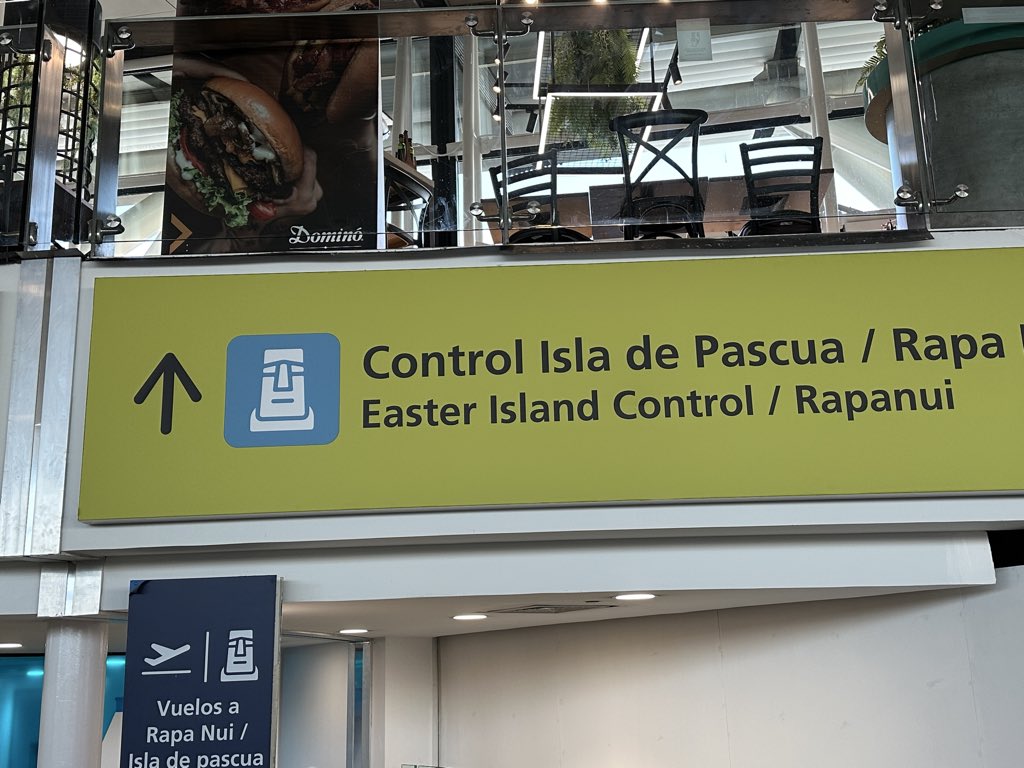 Dominó
Control Isla de Pascua / Rapa
Easter Island Control / Rapanui
Vuelos a
Rapa Nui /
Isla de pascua